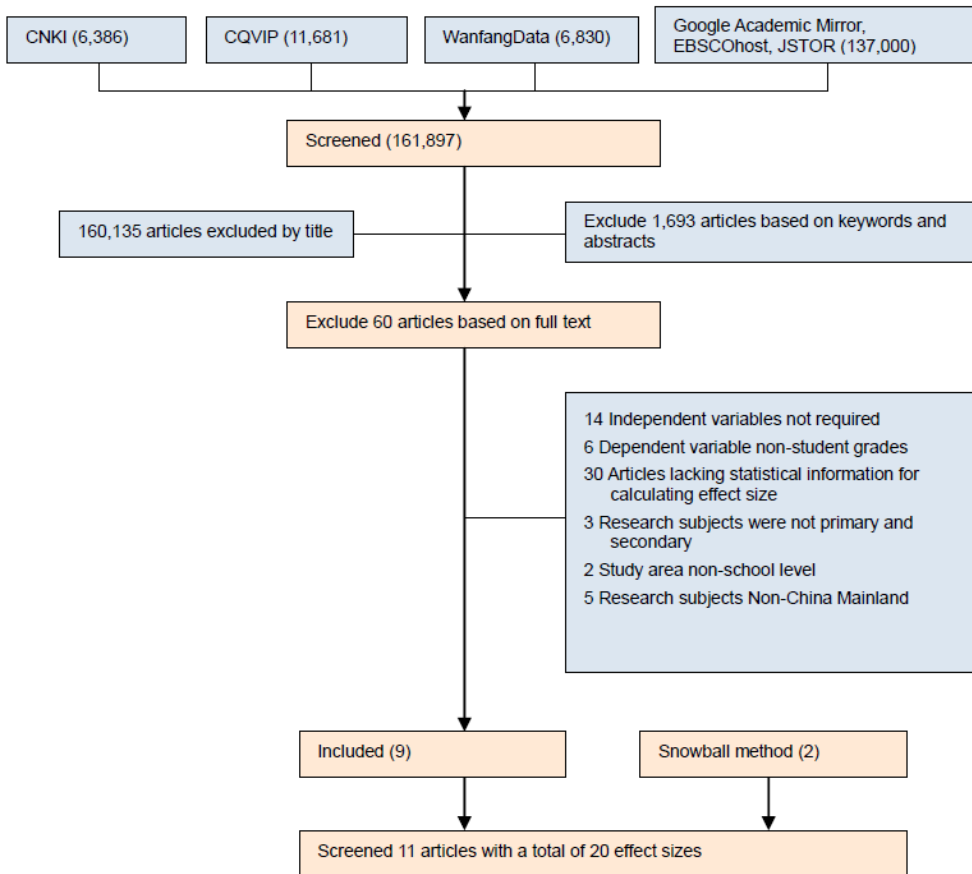 CNKI (6,386)
CQVIP (11,681)
WanfangData (6,830)
Google Academic Mirror,
EBSCOhost, JSTOR (137,000)
Screened (161,897)
160,135 articles excluded by title
Exclude 1,693 articles based on keywords and
abstracts
Exclude 60 articles based on full text
14 Independent variables not required
6 Dependent variable non-student grades
30 Articles lacking statistical information for
calculating effect size
3 Research subjects were not primary and
secondary
2 Study area non-school level
5 Research subjects Non-China Mainland
Included (9)
Snowball method (2)
Screened 11 articles with a total of 20 effect sizes